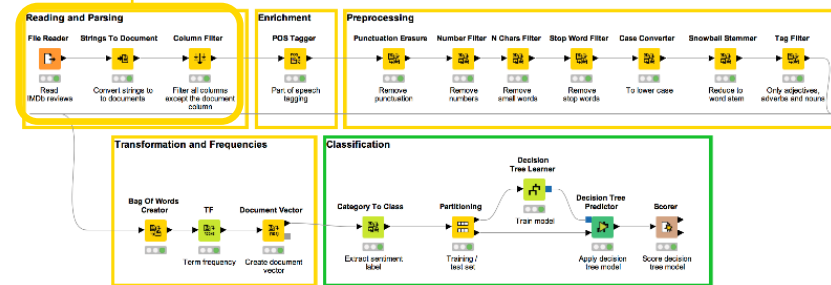 Reading and Parsing
Enrichment
Preprocessing
File Reader
Strings To Document
Column Filter
POS Tagger
Punctuation Erasure
Number Filter
N Chars Filter
Stop Word Filter
Case Converter
Snowball Stemmer
Tag Filter
Read
IMDb reviews
Convert strings to
to documents
Filter all columns
except the document
column
Part of speech
tagging
Remove
punctuation
Remove
numbers
Remove
small words
Remove
stop words
To lower case
Reduce to
word stem
Only adjectives,
adverbs and nouns
Transformation and Frequencies
Classification
Bag Of Words
Creator
TF
Document Vector
Category To Class
Partitioning
Decision
Tree Learner
Decision Tree
Predictor
Scorer
Term frequency
Create document
vector
Extract sentiment
label
Training /
test set
Train model
Apply decision
tree model
Score decision
tree model